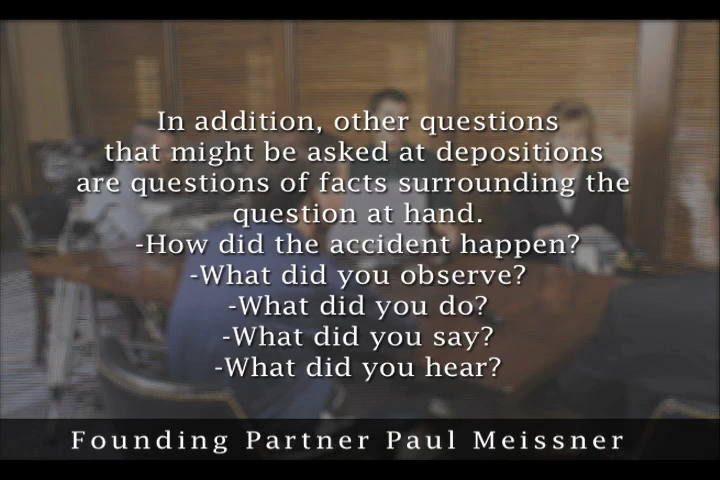 In addition, other questions
that might be asked at depositions
are questions of facts surrounding the
question at hand.
-How did the accident happen?
-What did you observe?
-What did you do?
-What did you say?
-What did you hear?
Founding Partner Paul Meissner